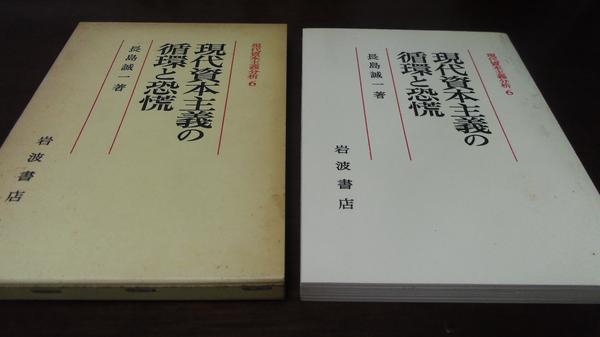 現代資本主義分析 6
現代資本主義の
循環と恐慌
長島誠一著
岩波書店
現代資本主義分析 6
現代資本主義の
循環と恐慌
長島誠一著
岩波書店